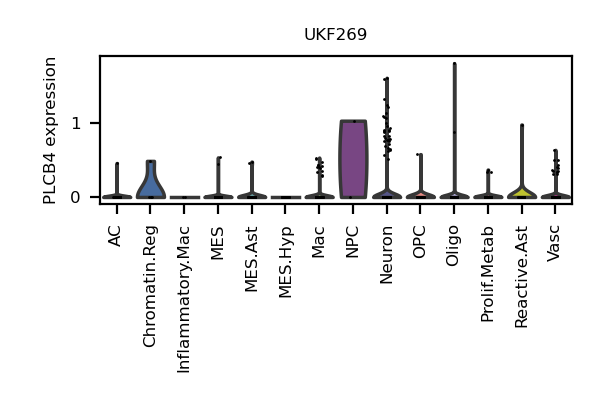 UKF269
PLCB4 expression
1
0
AC
Chromatin.Reg
Inflammatory.Mac
MES
MES.Ast
MES.Hyp
Mac
NPC
Neuron
OPC
Oligo
Prolif.Metab
Reactive.Ast
Vasc